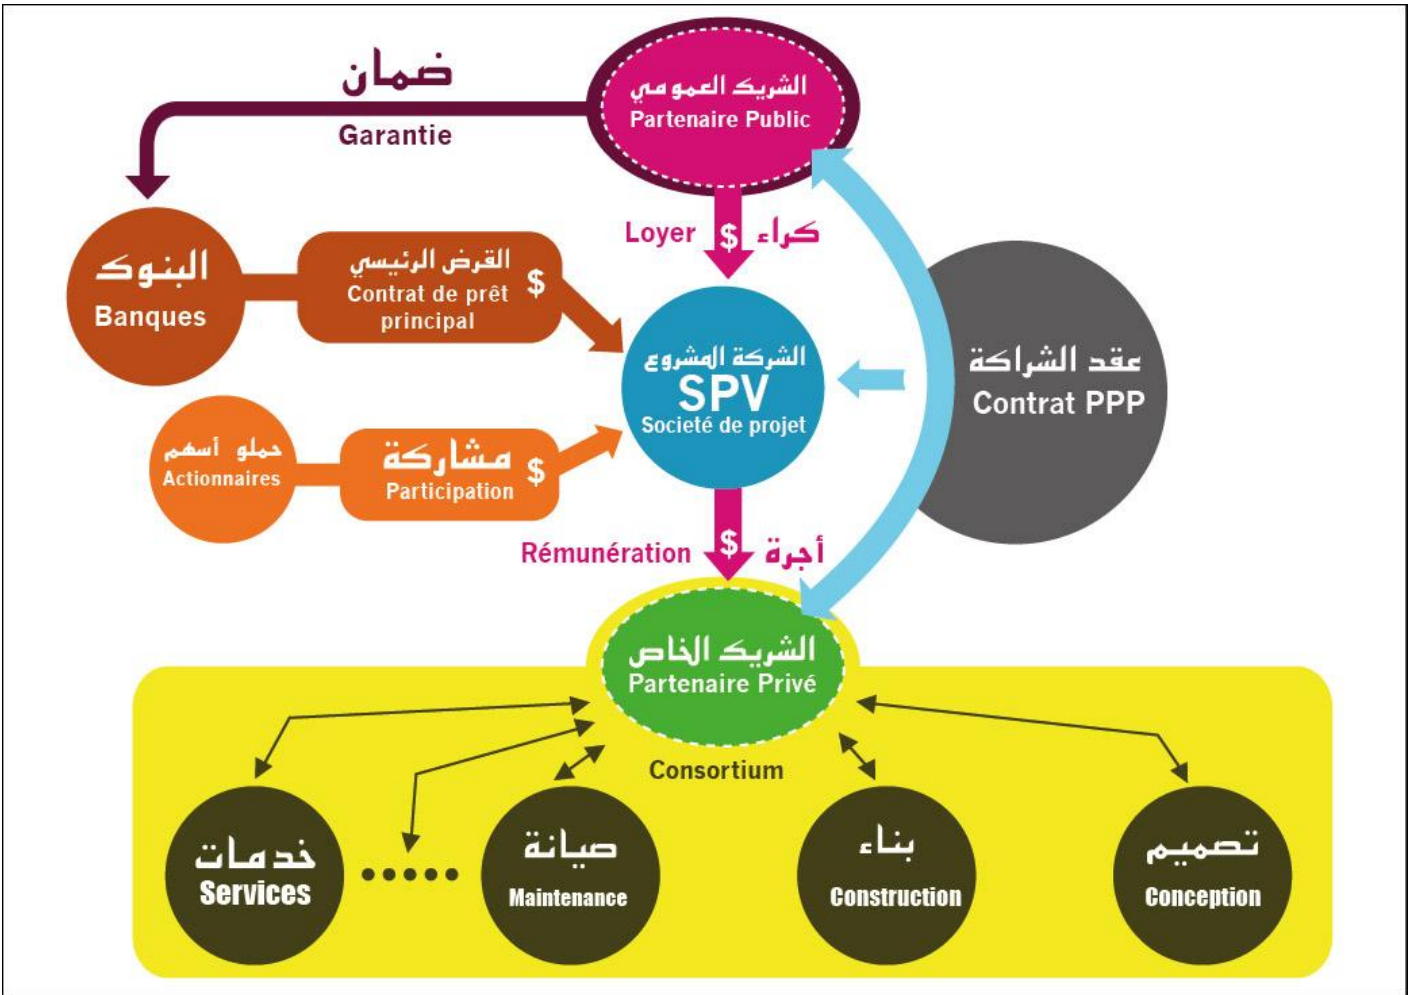 ضمان
Garantie
الشريك العمومي
Partenaire Public
Loyer $ كراء
البنوك
Banques
القرض الرئيسي
Contrat de prêt
principal
$
الشركة المشروع
SPV
Societé de projet
عقد الشراكة
Contrat PPP
حملو أسهم
Actionnaires
مشاركة
Participation
$
Rémunération $ أجرة
الشريك الخاص
Partenaire Privé
Consortium
خدمات
Services
•••••
صيانة
Maintenance
بناء
Construction
تصميم
Conception